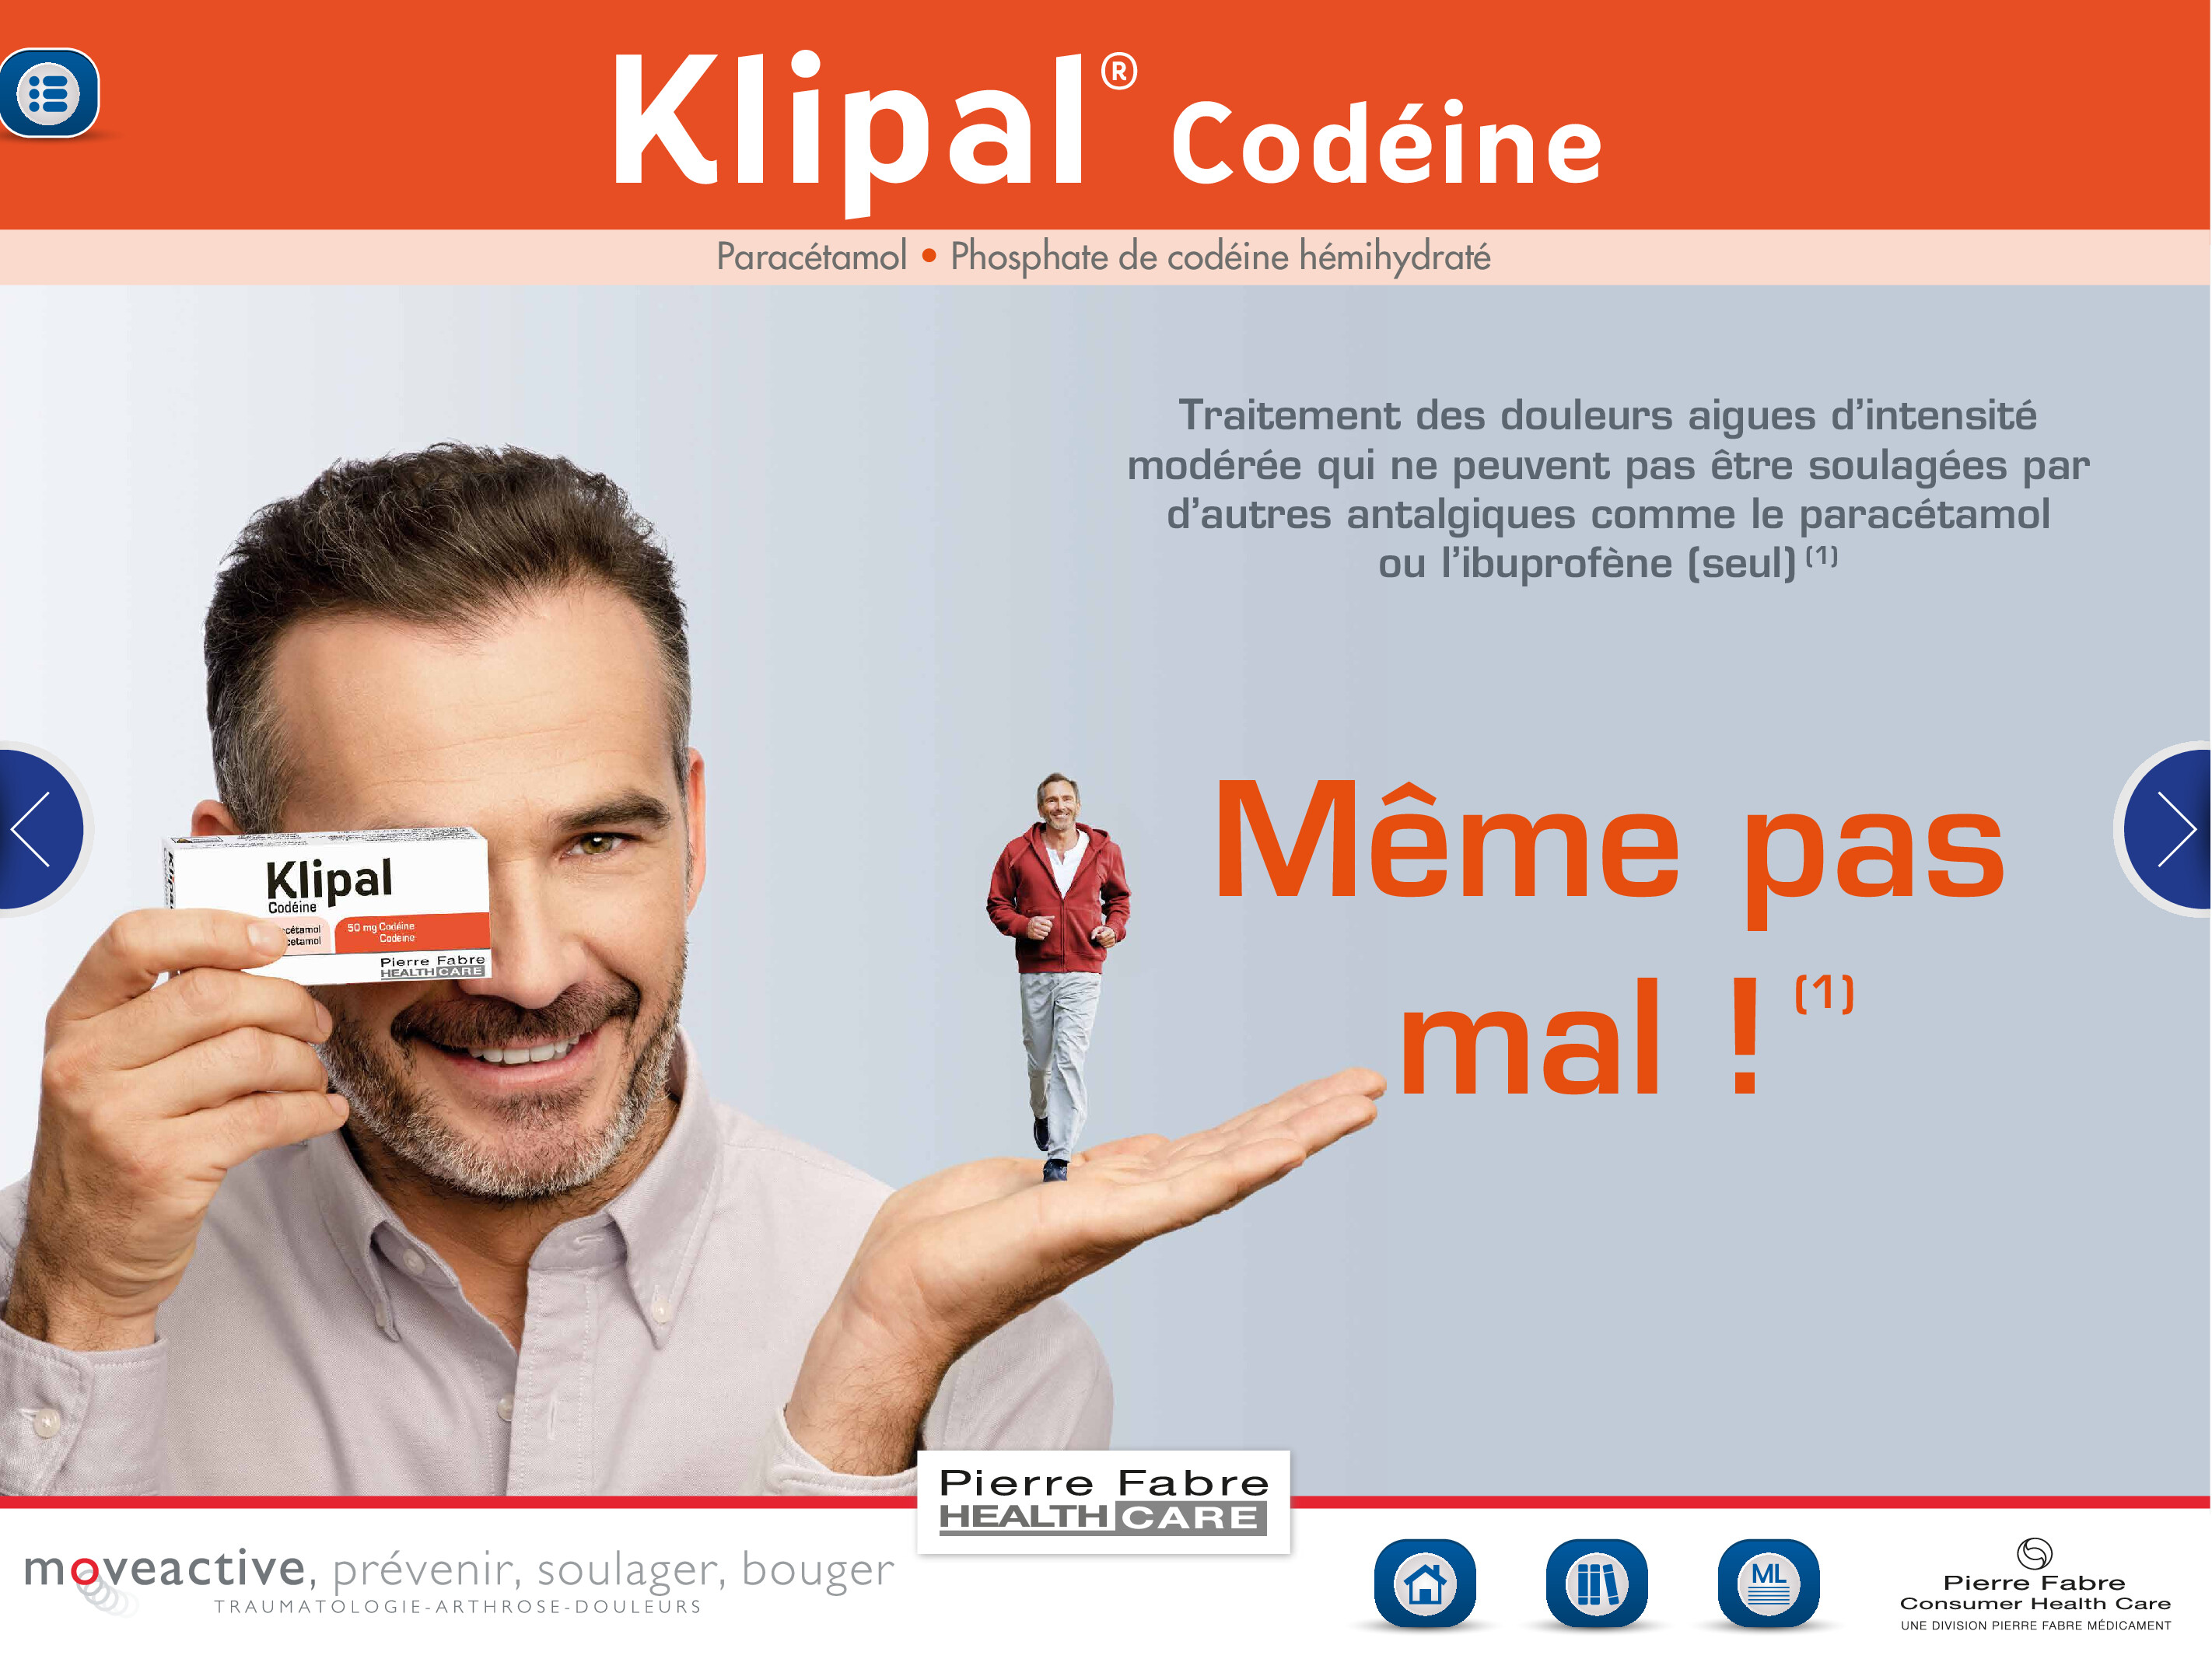 Klipal® Codéine
Paracétamol • Phosphate de codéine hémihydraté
Traitement des douleurs aigues d'intensité
modérée qui ne peuvent pas être soulagées par
d'autres antalgiques comme le paracétamol
ou l'ibuprofène (seul) (1)
Klipal
Codéine
50 mg Codéine
Codeine
Pierre Fabre
HEALTH CARE
Même pas
mal ! (1)
Pierre Fabre
HEALTH CARE
moveactive, prévenir, soulager, bouger
TRAUMATOLOGIE-ARTHROSE-DOULEURS
ML
Pierre Fabre
Consumer Health Care
UNE DIVISION PIERRE FABRE MÉDICAMENT